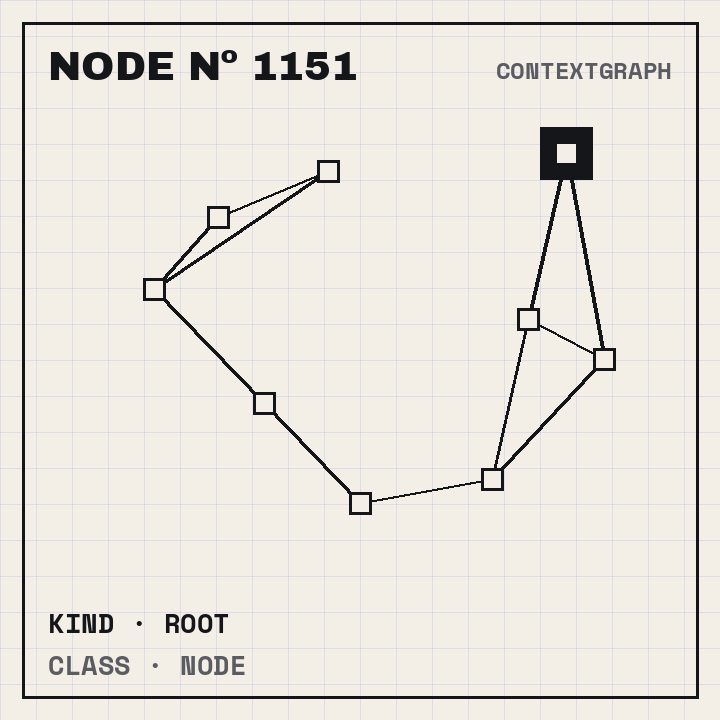 NODE Nº 1151
CONTEXTGRAPH
KIND · ROOT
CLASS · NODE